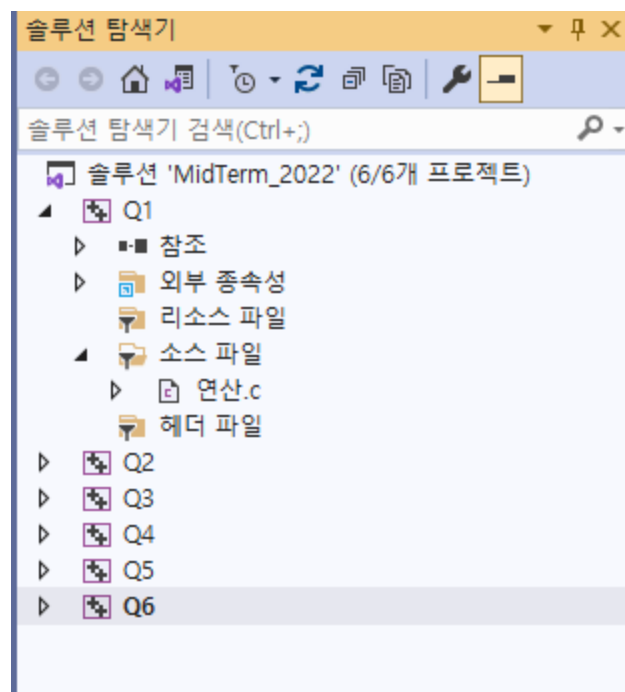 솔루션 탐색기
솔루션 탐색기 검색(Ctrl+;)
솔루션 'MidTerm_2022' (6/6개 프로젝트)
Q1
참조
외부 종속성
리소스 파일
소스 파일
연산.c
헤더 파일
Q2
Q3
Q4
Q5
Q6